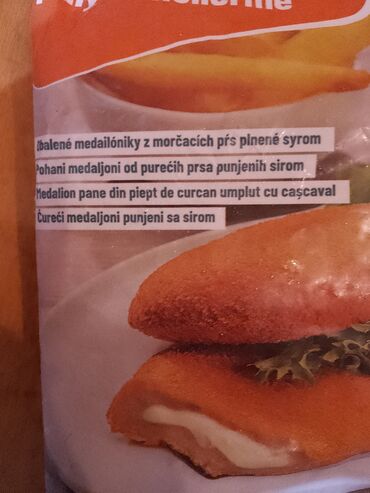 balené medailóniky z morčacích pŕs plnené syrom
Pohani medaljoni od purećih prsa punjenih sirom
Medalion pane din piept de curcan umplut cu cașcaval
Ćureći medaljoni punjeni sa sirom